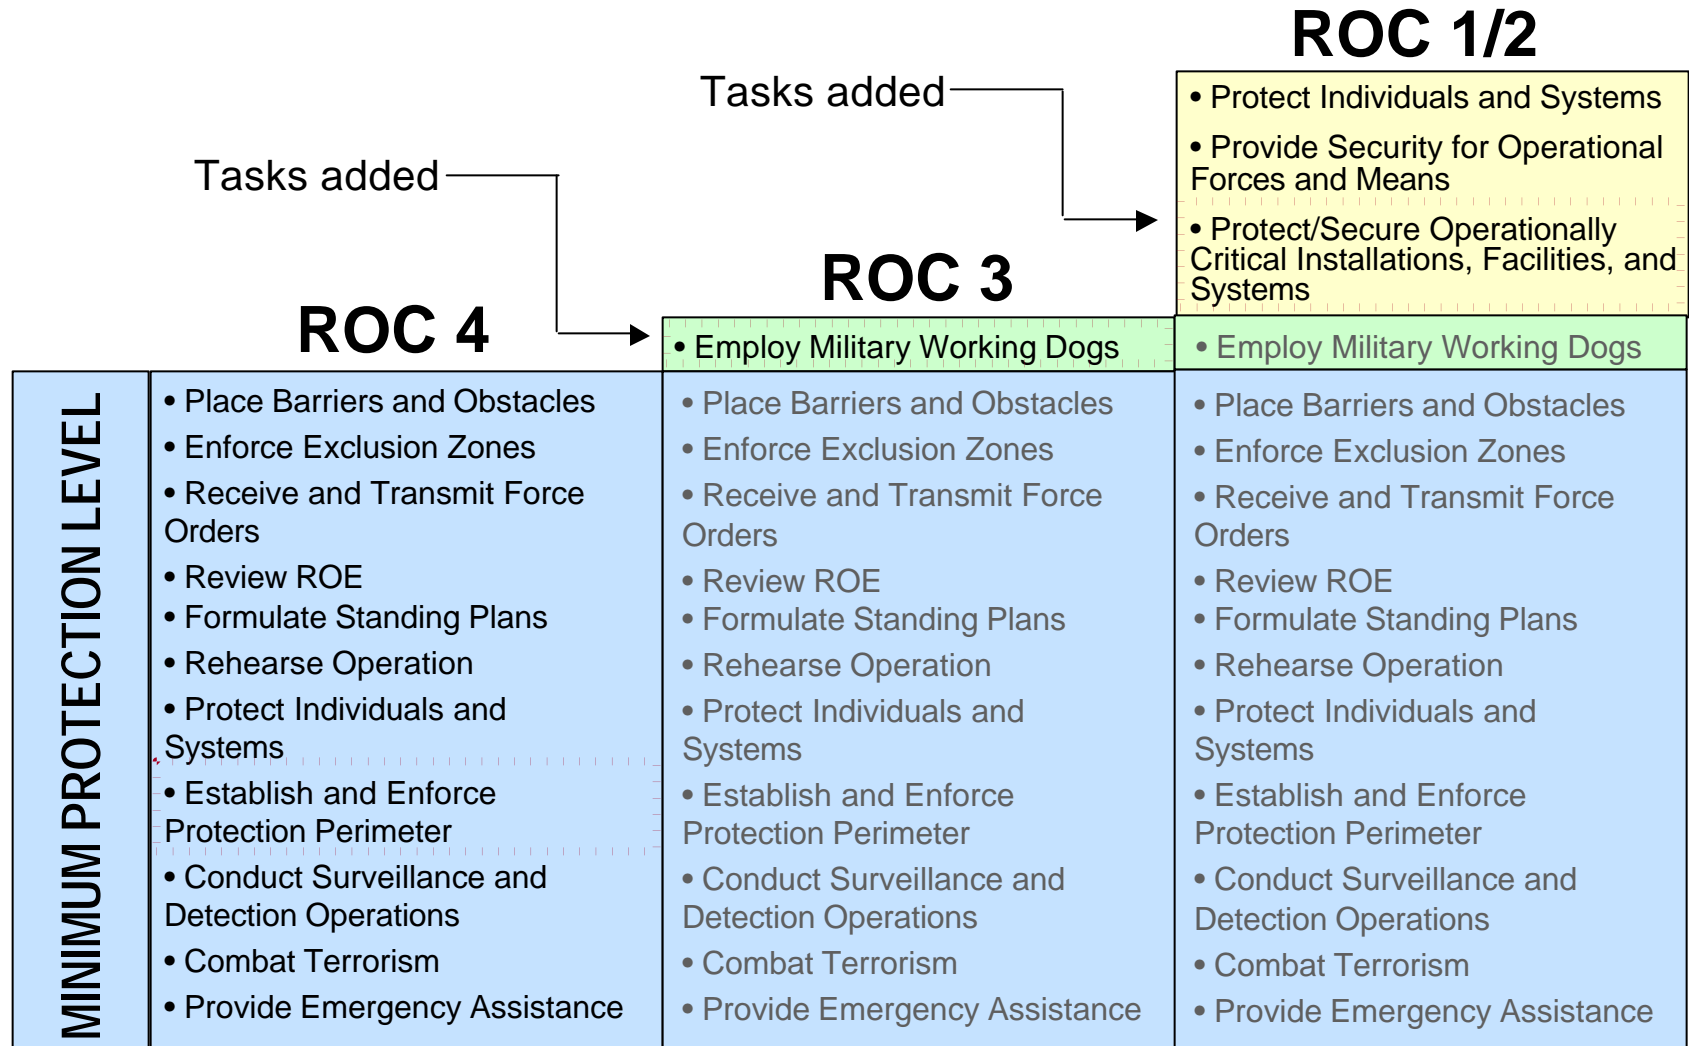 ROC 1/2
Tasks added
• Protect Individuals and Systems
• Provide Security for Operational
Forces and Means
• Protect/Secure Operationally
Critical Installations, Facilities, and
Systems
Tasks added
ROC 3
• Employ Military Working Dogs
• Employ Military Working Dogs
ROC 4
MINIMUM PROTECTION LEVEL
• Place Barriers and Obstacles
• Enforce Exclusion Zones
• Receive and Transmit Force
Orders
• Review ROE
• Formulate Standing Plans
• Rehearse Operation
• Protect Individuals and
Systems
• Establish and Enforce
Protection Perimeter
• Conduct Surveillance and
Detection Operations
• Combat Terrorism
• Provide Emergency Assistance
• Place Barriers and Obstacles
• Enforce Exclusion Zones
• Receive and Transmit Force
Orders
• Review ROE
• Formulate Standing Plans
• Rehearse Operation
• Protect Individuals and
Systems
• Establish and Enforce
Protection Perimeter
• Conduct Surveillance and
Detection Operations
• Combat Terrorism
• Provide Emergency Assistance
• Place Barriers and Obstacles
• Enforce Exclusion Zones
• Receive and Transmit Force
Orders
• Review ROE
• Formulate Standing Plans
• Rehearse Operation
• Protect Individuals and
Systems
• Establish and Enforce
Protection Perimeter
• Conduct Surveillance and
Detection Operations
• Combat Terrorism
• Provide Emergency Assistance